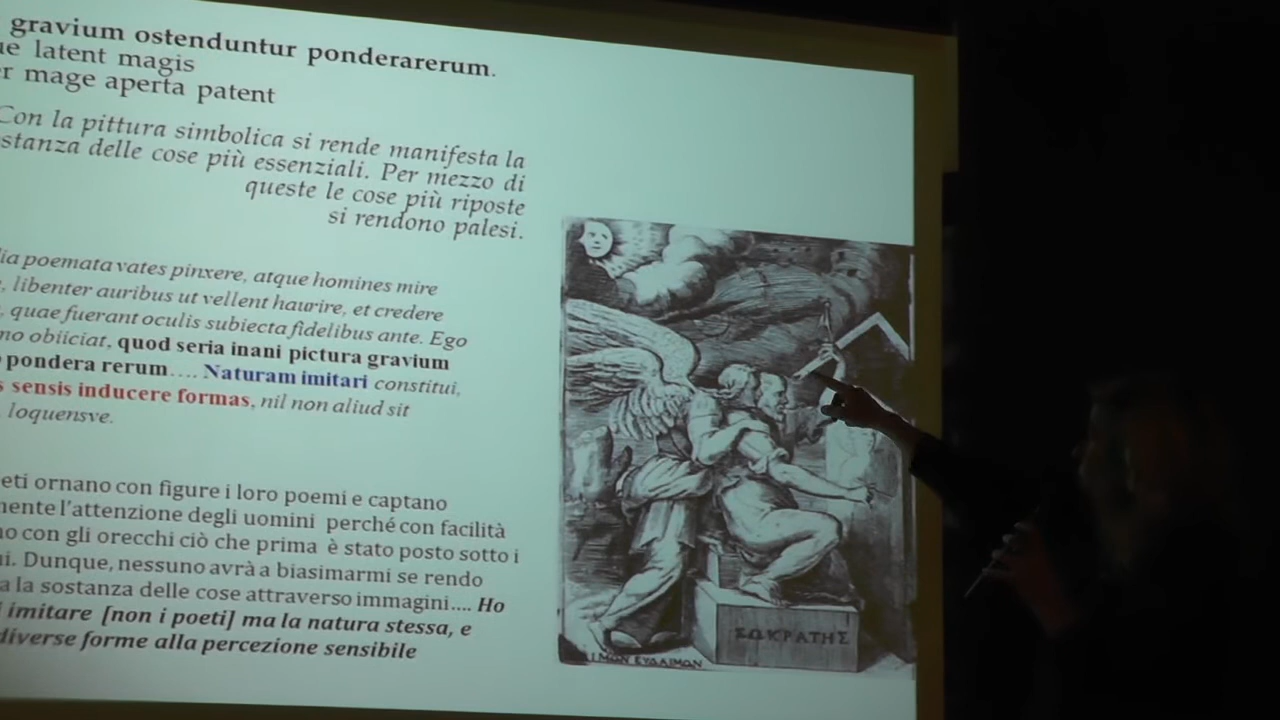 gravium ostenduntur ponderarerum.
latent magis
mage aperta patent
Con la pittura simbolica si rende manifesta la
stanza delle cose più essenziali. Per mezzo di
queste le cose più riposte
si rendono palesi.
poemata vates pinxere, atque homines mire
libenter auribus ut vellent haurire, et credere
quae fuerant oculis subiecta fidelibus ante. Ego
obiiciat, quod seria inani pictura gravium
pondera rerum.... Naturam imitari constitui,
sensis inducere formas, nil non aliud sit
loquensve.
eti ornano con figure i loro poemi e captano
mente l'attenzione degli uomini perché con facilità
no con gli orecchi ciò che prima è stato posto sotto i
Dunque, nessuno avrà a biasimarmi se rendo
a la sostanza delle cose attraverso immagini.... Ho
imitare [non i poeti] ma la natura stessa, e
diverse forme alla percezione sensibile
ΣΩΚΡΑΤΗΣ
ΕΥΔΑΙΜΩΝ